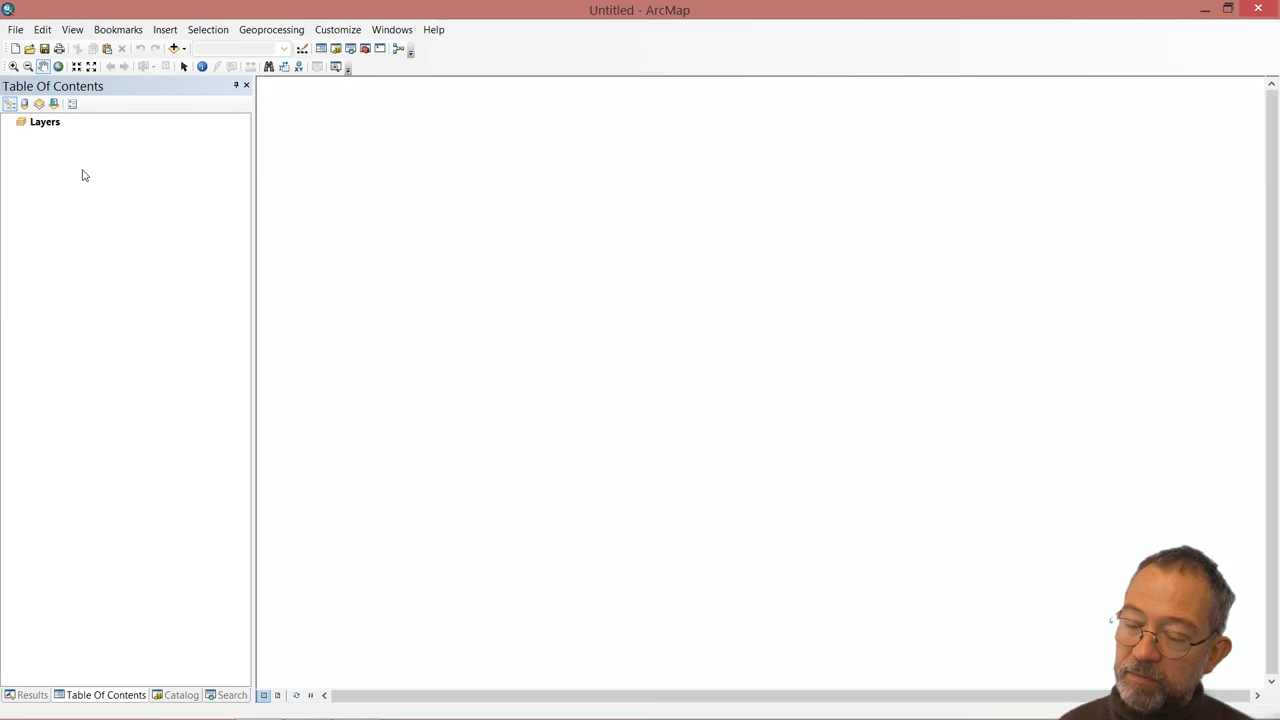 Untitled - ArcMap
File Edit View Bookmarks Insert Selection Geoprocessing Customize Windows Help
Table Of Contents
Layers
Results Table Of Contents Catalog Search